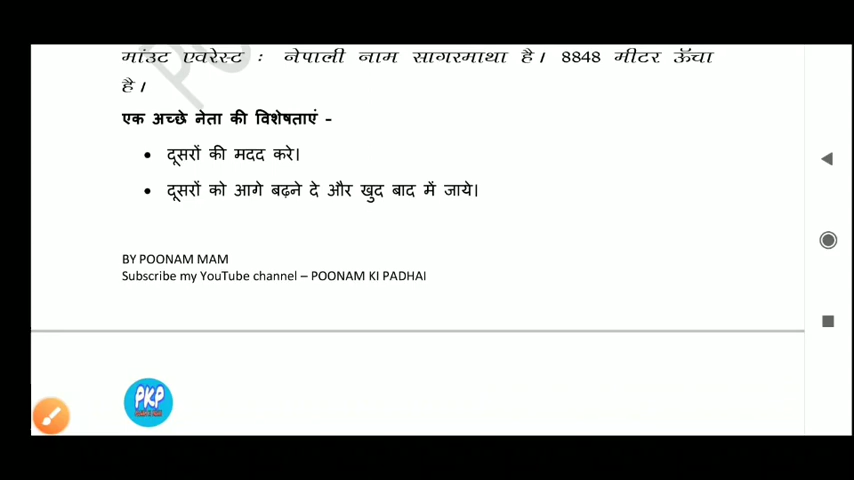 मांउट एवरेस्ट : नेपाली नाम सागरमाथा है। 8848 मीटर ऊॅचा
है।
एक अच्छे नेता की विशेषताएं -
• दूसरों की मदद करे।
• दूसरों को आगे बढ़ने दे और खुद बाद में जाये।
BY POONAM MAM
Subscribe my YouTube channel – POONAM KI PADHAI
PKP